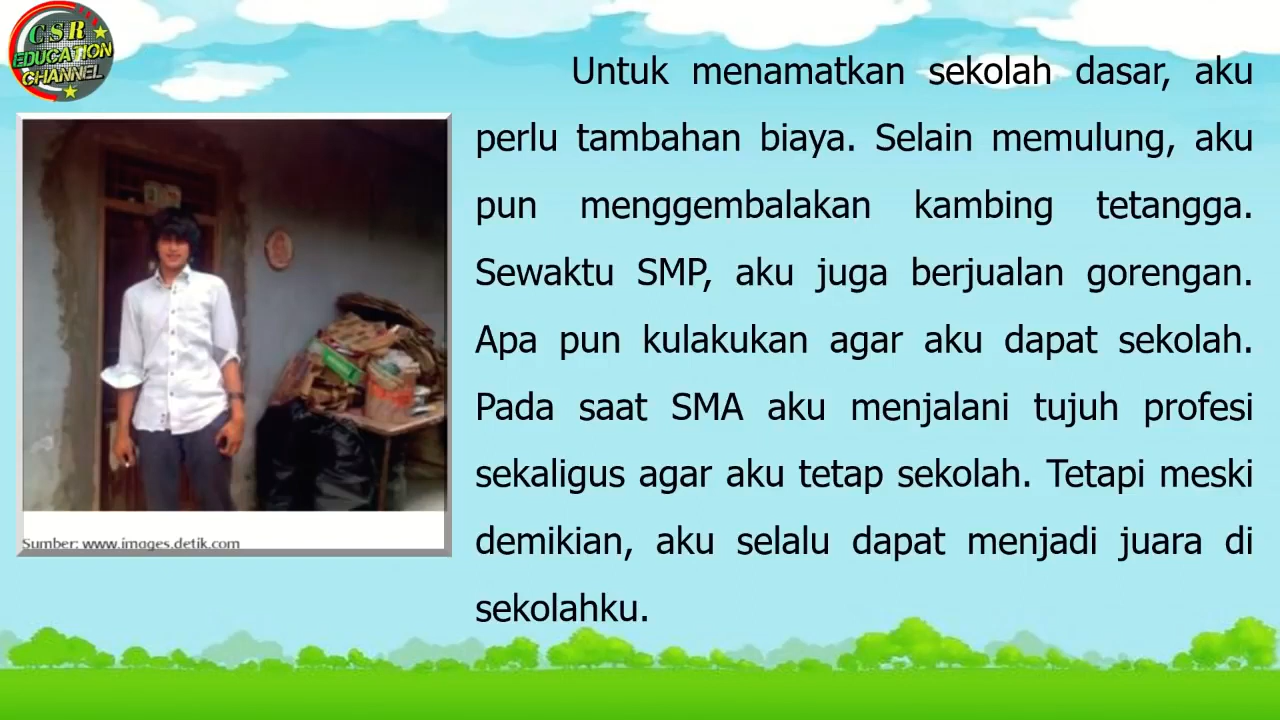 CSR
EDUCATION
CHANNEL
Untuk menamatkan sekolah dasar, aku
perlu tambahan biaya. Selain memulung, aku
pun menggembalakan kambing tetangga.
Sewaktu SMP, aku juga berjualan gorengan.
Apa pun kulakukan agar aku dapat sekolah.
Pada saat SMA aku menjalani tujuh profesi
sekaligus agar aku tetap sekolah. Tetapi meski
demikian, aku selalu dapat menjadi juara di
sekolahku.
Sumber: www.images.detik.com